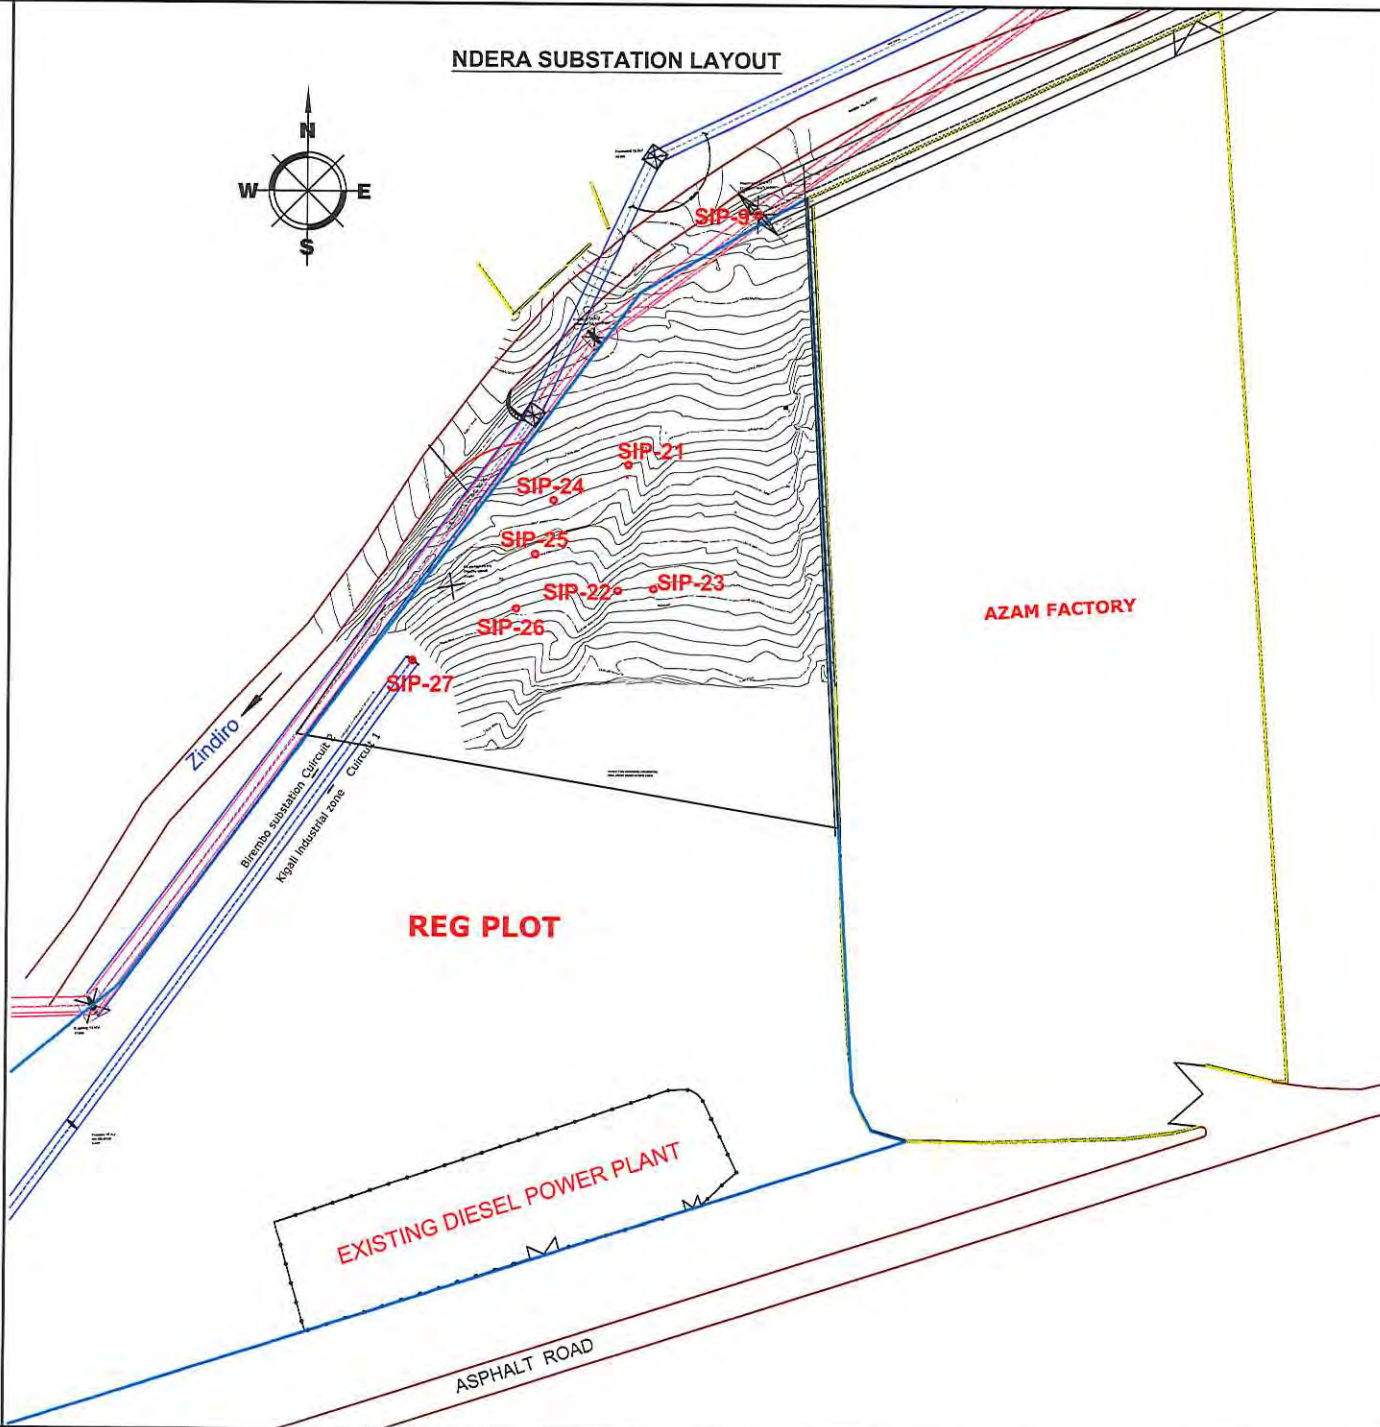 NDERA SUBSTATION LAYOUT
N
W
E
S
SIP-9
SIP-21
SIP-24
SIP-25
SIP-22
SIP-23
SIP-26
SIP-27
AZAM FACTORY
Zindiro
Birembo substation Cuircuit 2
Kigali industrial zone Cuircuit 1
REG PLOT
EXISTING DIESEL POWER PLANT
ASPHALT ROAD